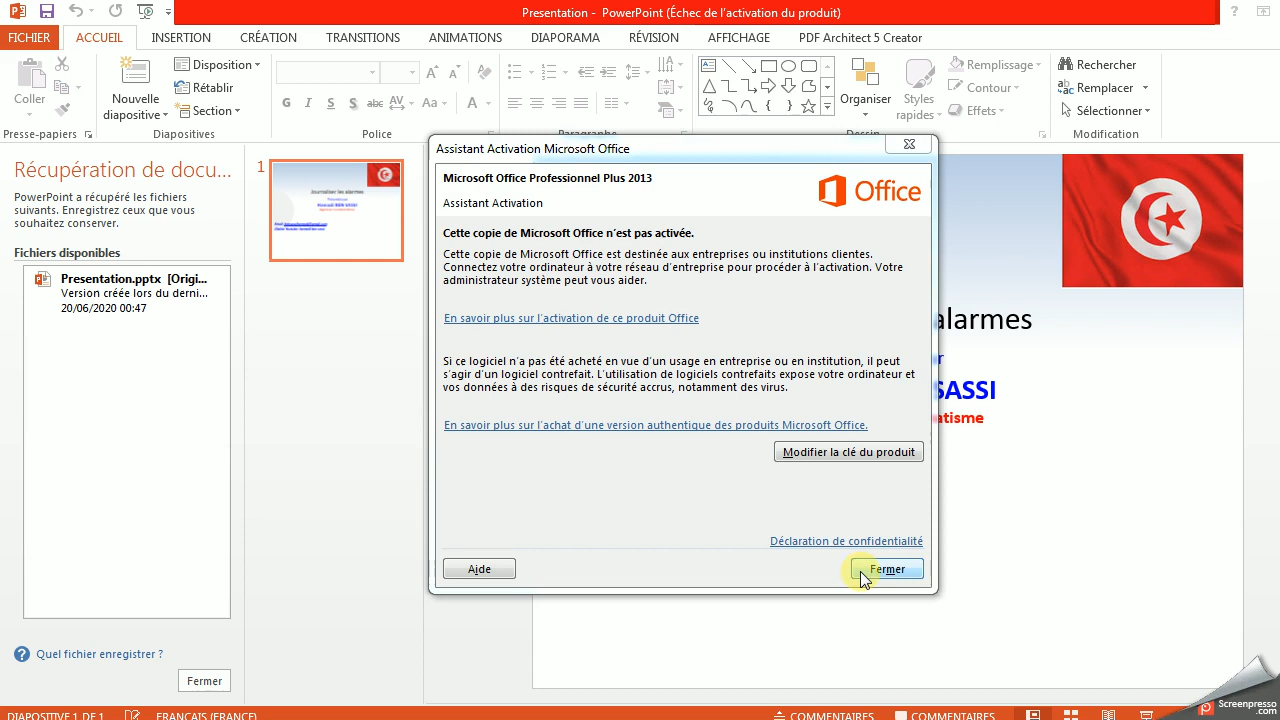 Presentation - PowerPoint (Échec de l'activation du produit)
FICHIER
ACCUEIL
INSERTION
CRÉATION
TRANSITIONS
ANIMATIONS
DIAPORAMA
RÉVISION
AFFICHAGE
PDF Architect 5 Creator
Coller
Presse-papiers
Nouvelle
diapositive
Disposition
Rétablir
Section
Diapositives
G I S S abc AV Aa A
Police
Paragraphe
Organiser
Styles
rapides
Remplissage
Contour
Effets
Dessin
Rechercher
Remplacer
Sélectionner
Modification
Récupération de docu...
PowerPoint a récupéré les fichiers
suivants. Enregistrez ceux que vous
souhaitez conserver.
Fichiers disponibles
Presentation.pptx [Origi...
Version créée lors du derni...
20/06/2020 00:47
Quel fichier enregistrer ?
Fermer
1
Journaliser les alarmes
Assistant Activation Microsoft Office
Microsoft Office Professionnel Plus 2013
Assistant Activation
Office
Cette copie de Microsoft Office n'est pas activée.
Cette copie de Microsoft Office est destinée aux entreprises ou institutions clientes.
Connectez votre ordinateur à votre réseau d'entreprise pour procéder à l'activation. Votre
administrateur système peut vous aider.
En savoir plus sur l'activation de ce produit Office
Si ce logiciel n'a pas été acheté en vue d'un usage en entreprise ou en institution, il peut
s'agir d'un logiciel contrefait. L'utilisation de logiciels contrefaits expose votre ordinateur et
vos données à des risques de sécurité accrus, notamment des virus.
En savoir plus sur l'achat d'une version authentique des produits Microsoft Office.
Modifier la clé du produit
Déclaration de confidentialité
Aide
Fermer
alarmes
r
SASSI
atisme
DIAPOSITIVE 1 DE 1
FRANÇAIS (FRANCE)
COMMENTAIRES
COMMENTAIRES
Screenpresso
.com